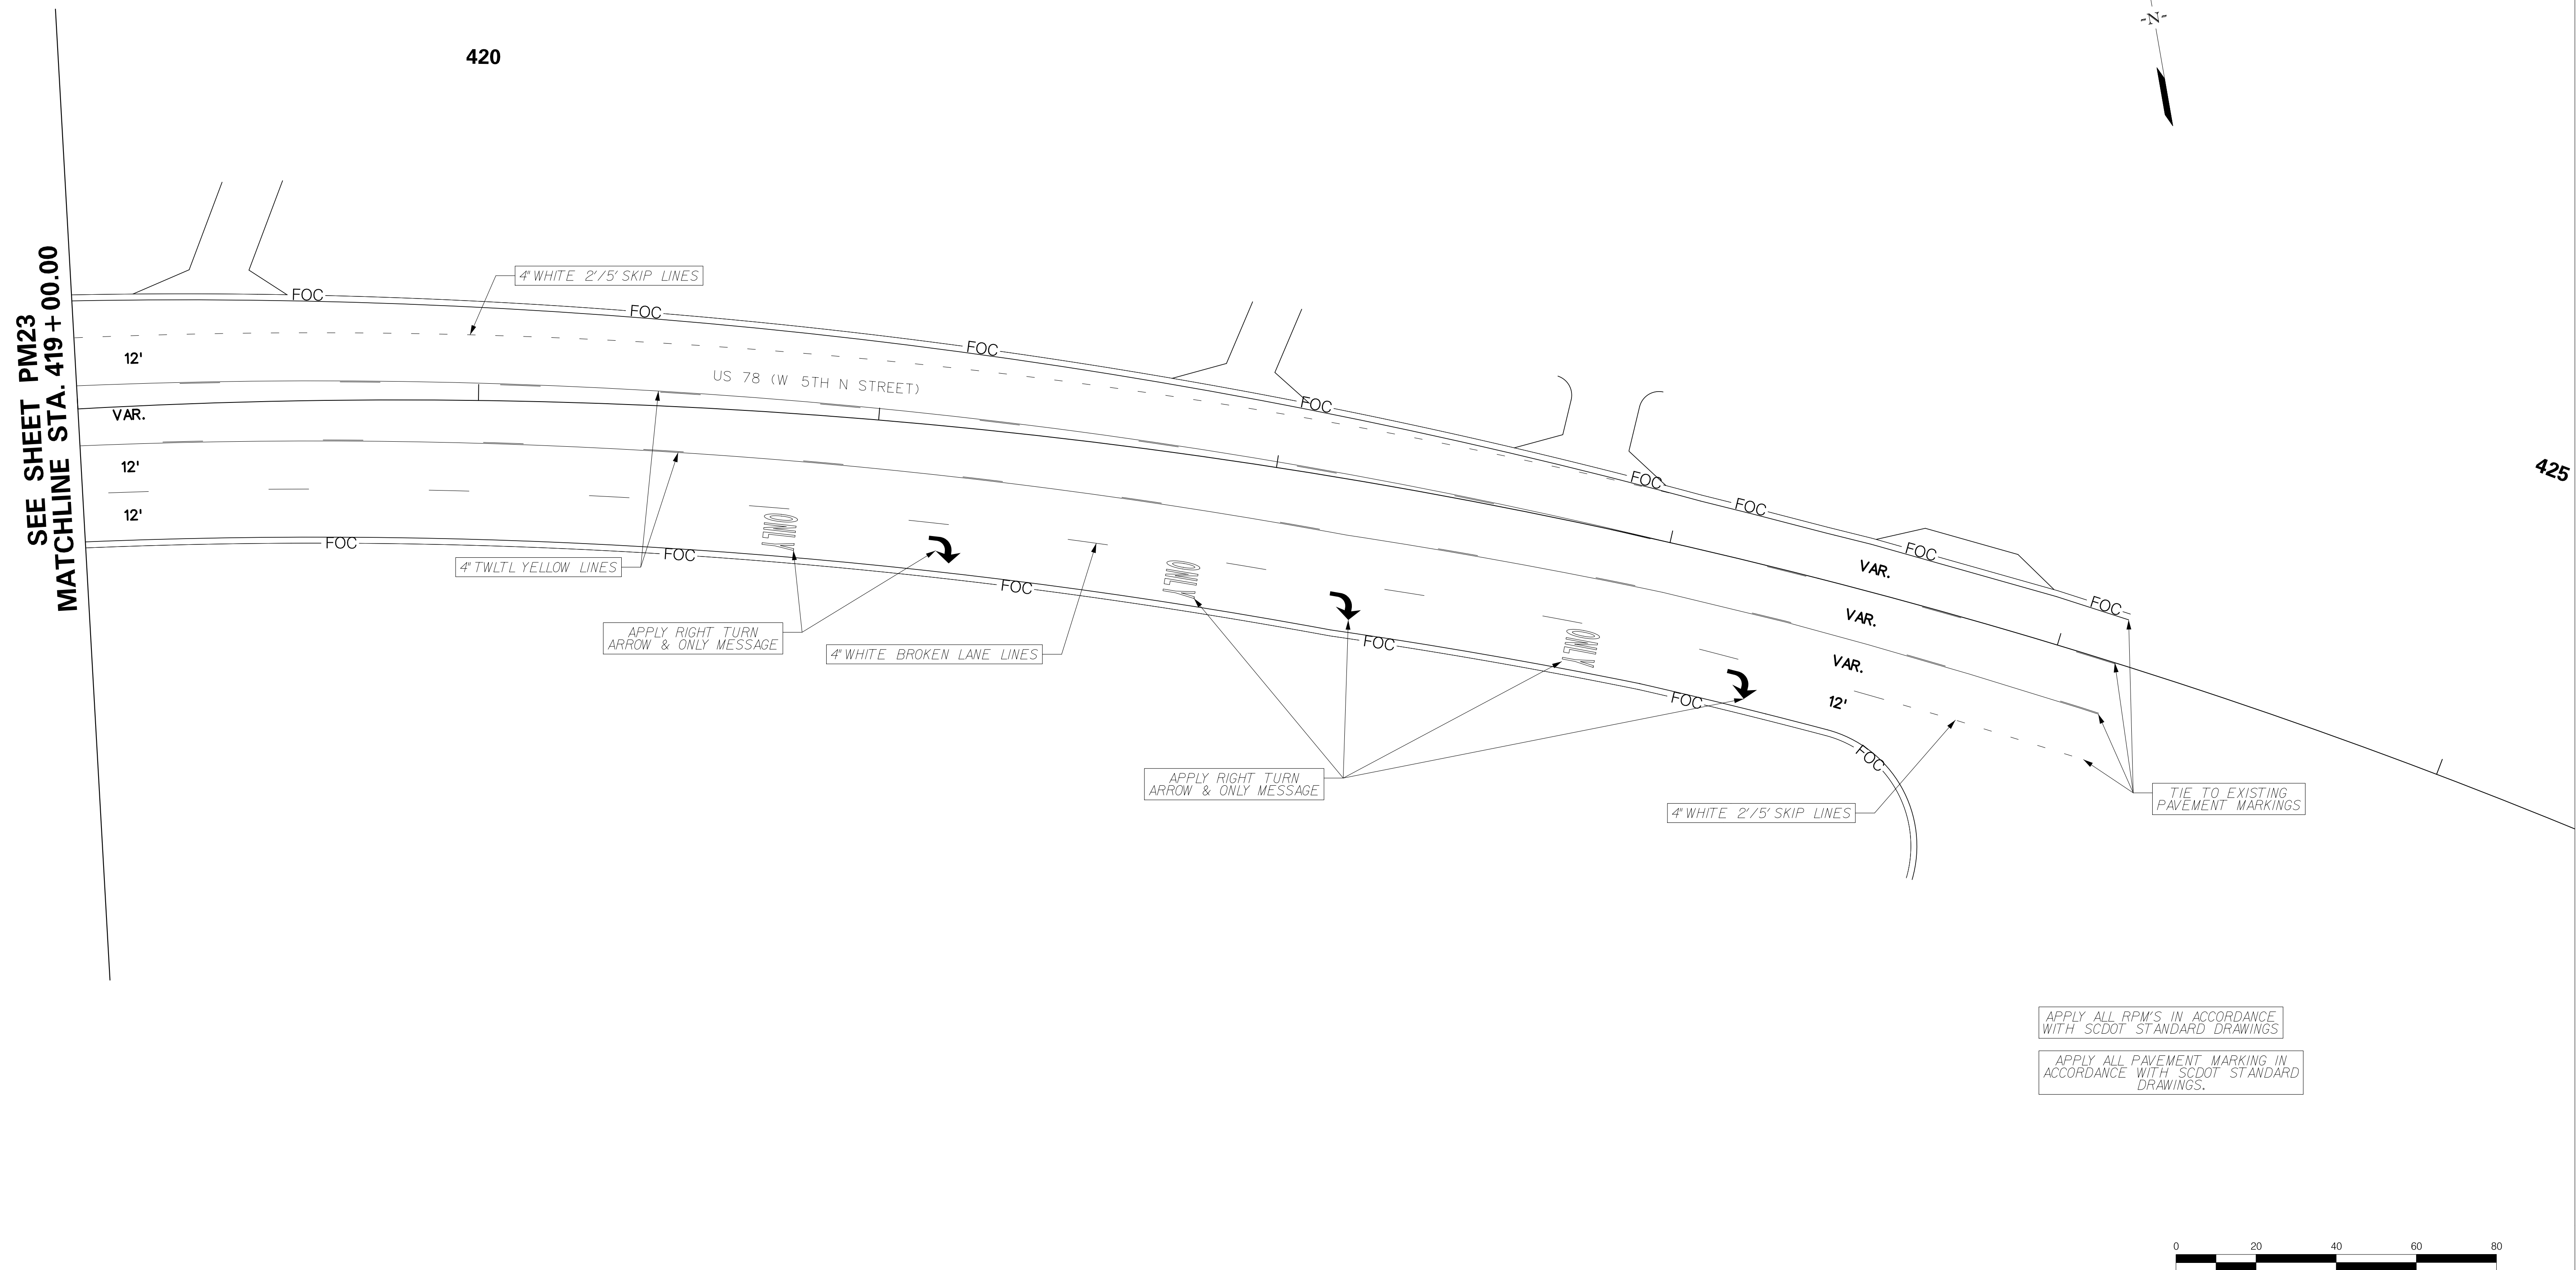 -N-
420
SEE SHEET PM23
MATCHLINE STA. 419+00.00
FOC
4" WHITE 2'/5' SKIP LINES
FOC
FOC
12'
US 78 (W 5TH N STREET)
FOC
VAR.
12'
12'
FOC
FOC
425
ONLY
FOC
FOC
4" TWLTL YELLOW LINES
FOC
VAR.
ONLY
FOC
FOC
APPLY RIGHT TURN
ARROW & ONLY MESSAGE
VAR.
4" WHITE BROKEN LANE LINES
FOC
ONLY
VAR.
FOC
12'
FOC
APPLY RIGHT TURN
ARROW & ONLY MESSAGE
4" WHITE 2'/5' SKIP LINES
TIE TO EXISTING
PAVEMENT MARKINGS
APPLY ALL RPM'S IN ACCORDANCE
WITH SCDOT STANDARD DRAWINGS
APPLY ALL PAVEMENT MARKING IN
ACCORDANCE WITH SCDOT STANDARD
DRAWINGS.
0 20 40 60 80